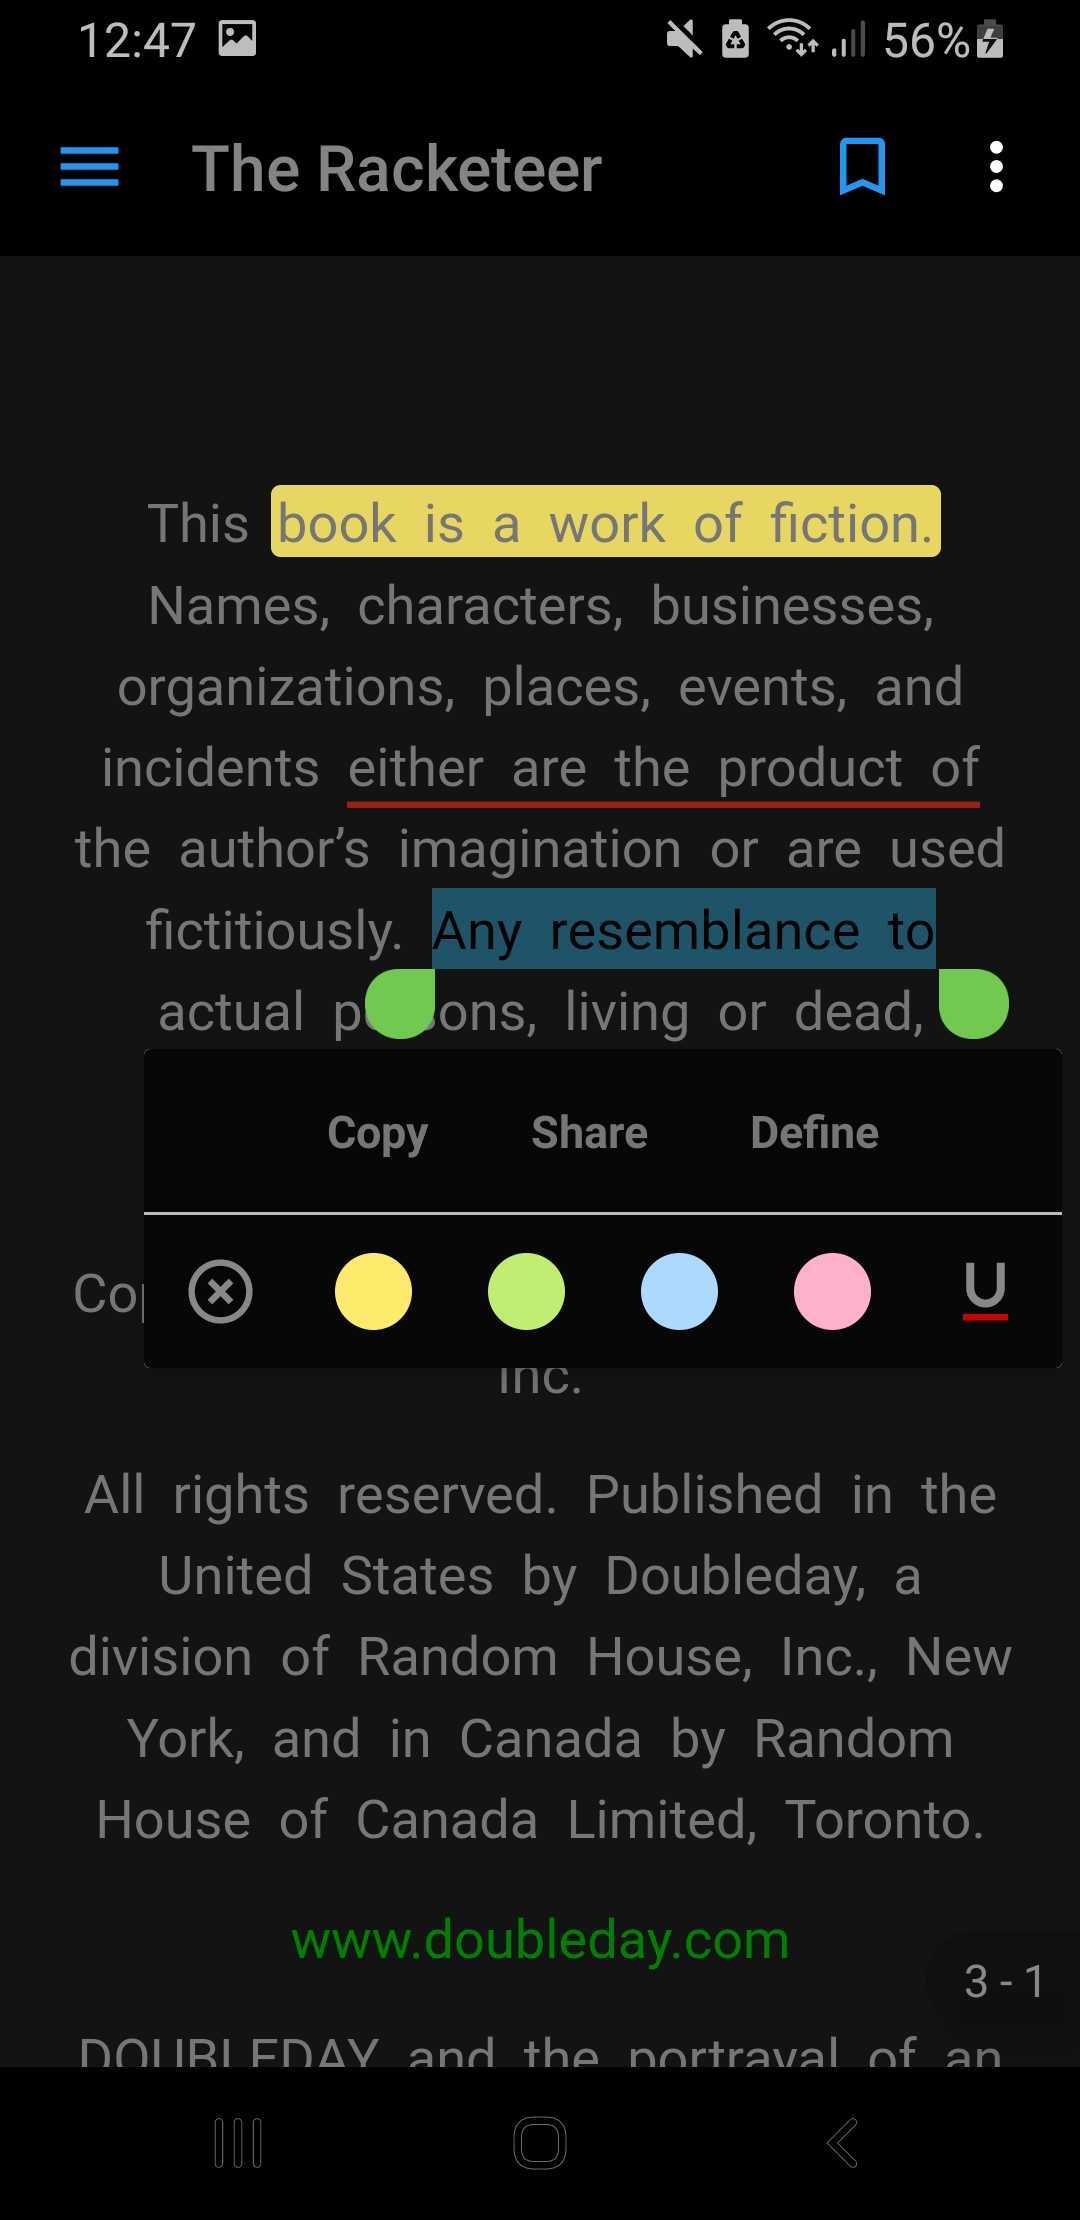 12:47 56%
The Racketeer
This book is a work of fiction.
Names, characters, businesses,
organizations, places, events, and
incidents either are the product of
the author’s imagination or are used
fictitiously. Any resemblance to
actual living or dead,
Copy Share Define
U
Inc.
All rights reserved. Published in the
United States by Doubleday, a
division of Random House, Inc., New
York, and in Canada by Random
House of Canada Limited, Toronto.
www.doubleday.com
3 - 1
DOUBLEDAY and the portrayal of an